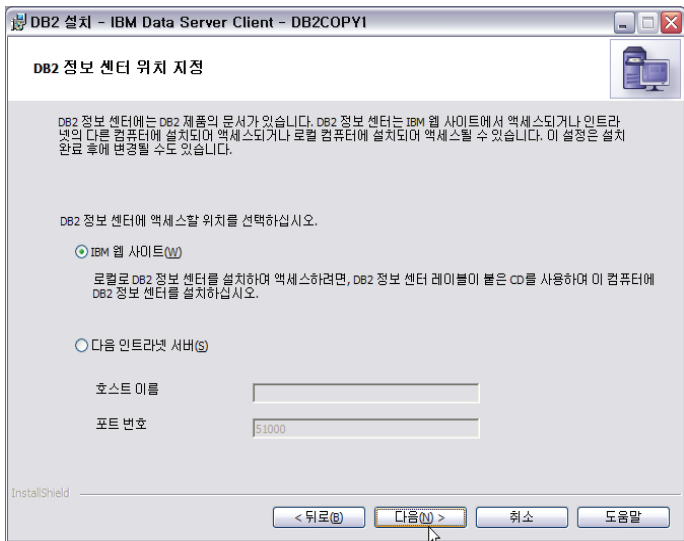 DB2 설치 - IBM Data Server Client - DB2COPY1
DB2 정보 센터 위치 지정
DB2 정보 센터에는 DB2 제품의 문서가 있습니다. DB2 정보 센터는 IBM 웹 사이트에서 액세스되거나 인트라
넷의 다른 컴퓨터에 설치되어 액세스되거나 로컬 컴퓨터에 설치되어 액세스될 수 있습니다. 이 설정은 설치
완료 후에 변경될 수도 있습니다.
DB2 정보 센터에 액세스할 위치를 선택하십시오.
IBM 웹 사이트(W)
로컬로 DB2 정보 센터를 설치하여 액세스하려면, DB2 정보 센터 레이블이 붙은 CD를 사용하여 이 컴퓨터에
DB2 정보 센터를 설치하십시오.
다음 인트라넷 서버(S)
호스트 이름
포트 번호 51000
InstallShield
< 뒤로(B) 다음(N) > 취소 도움말